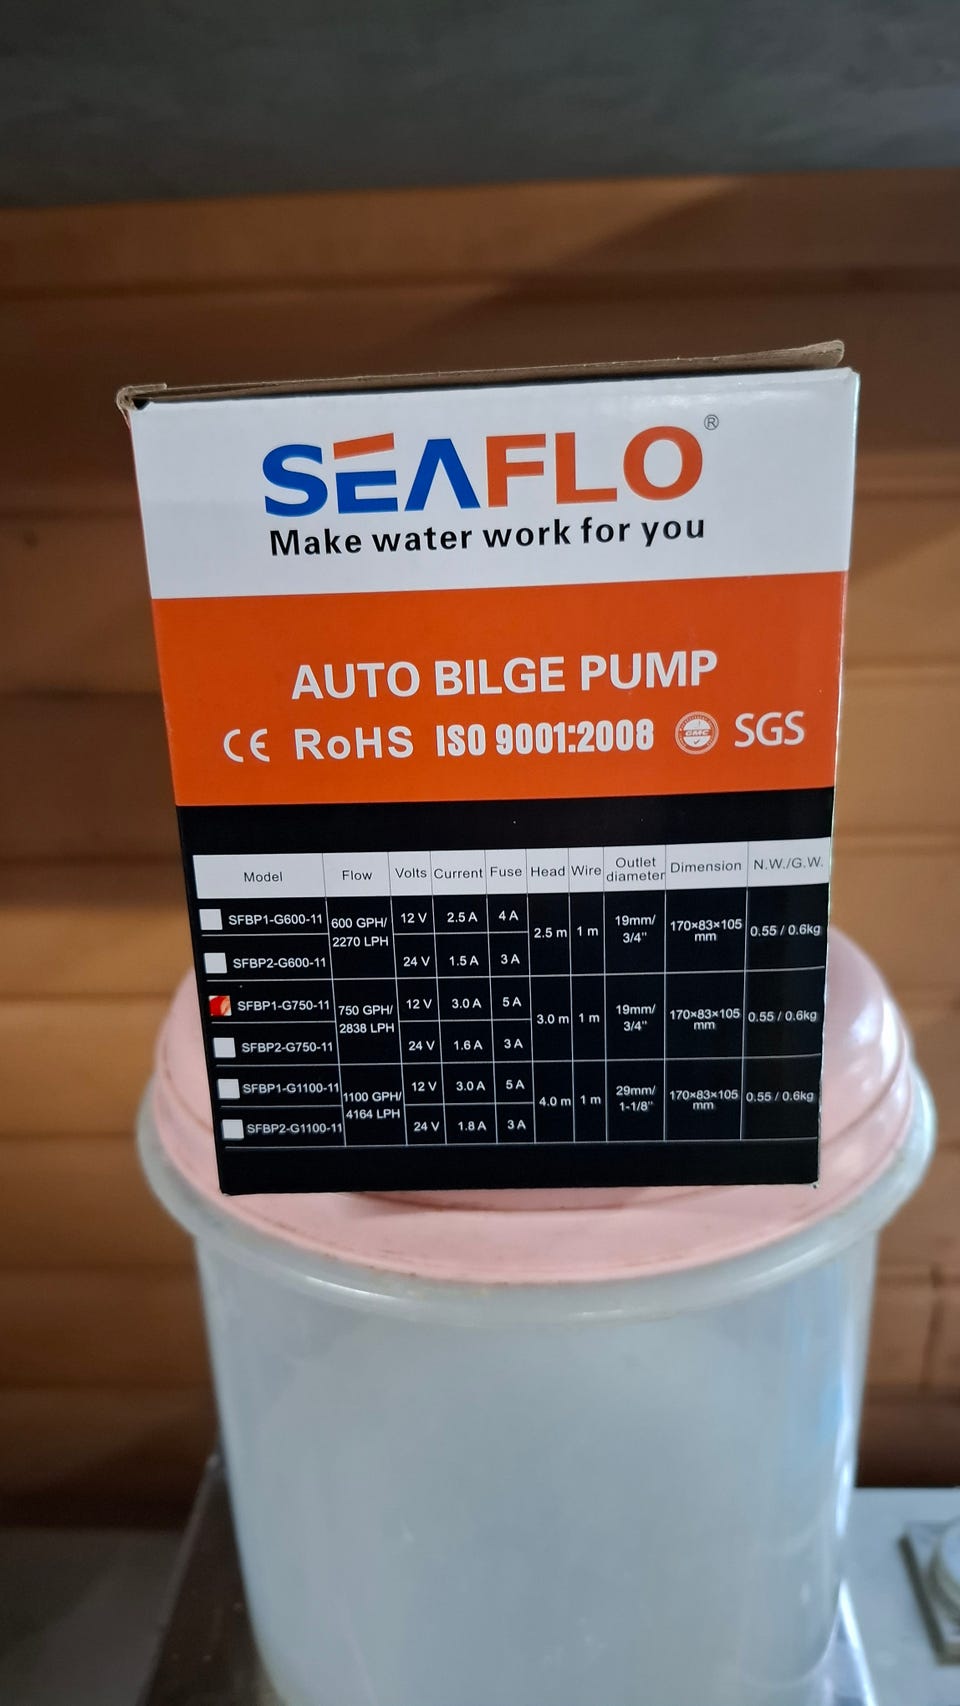 SEAFLO®
Make water work for you
AUTO BILGE PUMP
CE RoHS ISO 9001:2008 GMC SGS
Model Flow Volts Current Fuse Head Wire Outlet diameter Dimension N.W./G.W.
SFBP1-G600-11 600 GPH/ 2270 LPH 12 V 2.5 A 4 A 2.5 m 1 m 19mm/ 3/4" 170×83×105 mm 0.55 / 0.6kg
SFBP2-G600-11 24 V 1.5 A 3 A
SFBP1-G750-11 750 GPH/ 2838 LPH 12 V 3.0 A 5 A 3.0 m 1 m 19mm/ 3/4" 170×83×105 mm 0.55 / 0.6kg
SFBP2-G750-11 24 V 1.6 A 3 A
SFBP1-G1100-11 1100 GPH/ 4164 LPH 12 V 3.0 A 5 A 4.0 m 1 m 29mm/ 1-1/8" 170×83×105 mm 0.55 / 0.6kg
SFBP2-G1100-11 24 V 1.8 A 3 A